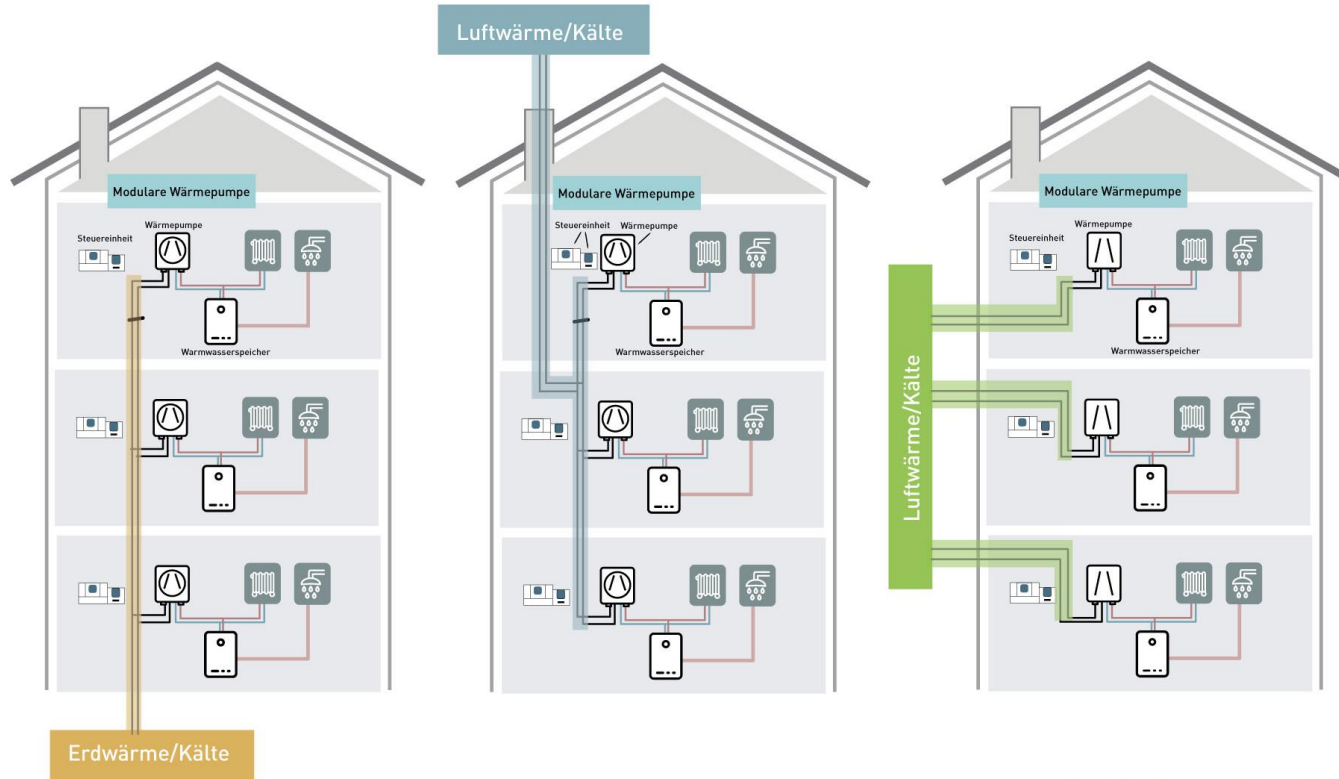 Luftwärme/Kälte
Modulare Wärmepumpe
Wärmepumpe
Steuereinheit
Warmwasserspeicher
Erdwärme/Kälte
Modulare Wärmepumpe
Steuereinheit
Wärmepumpe
Warmwasserspeicher
Luftwärme/Kälte
Modulare Wärmepumpe
Wärmepumpe
Steuereinheit
Warmwasserspeicher